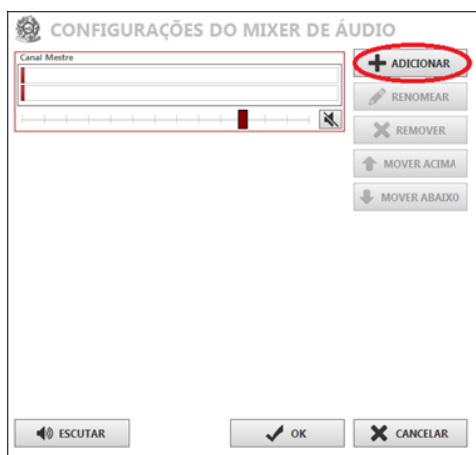 CONFIGURAÇÕES DO MIXER DE ÁUDIO
Canal Mestre
ADICIONAR
RENOMEAR
REMOVER
MOVER ACIMA
MOVER ABAIXO
ESCUTAR
OK
CANCELAR